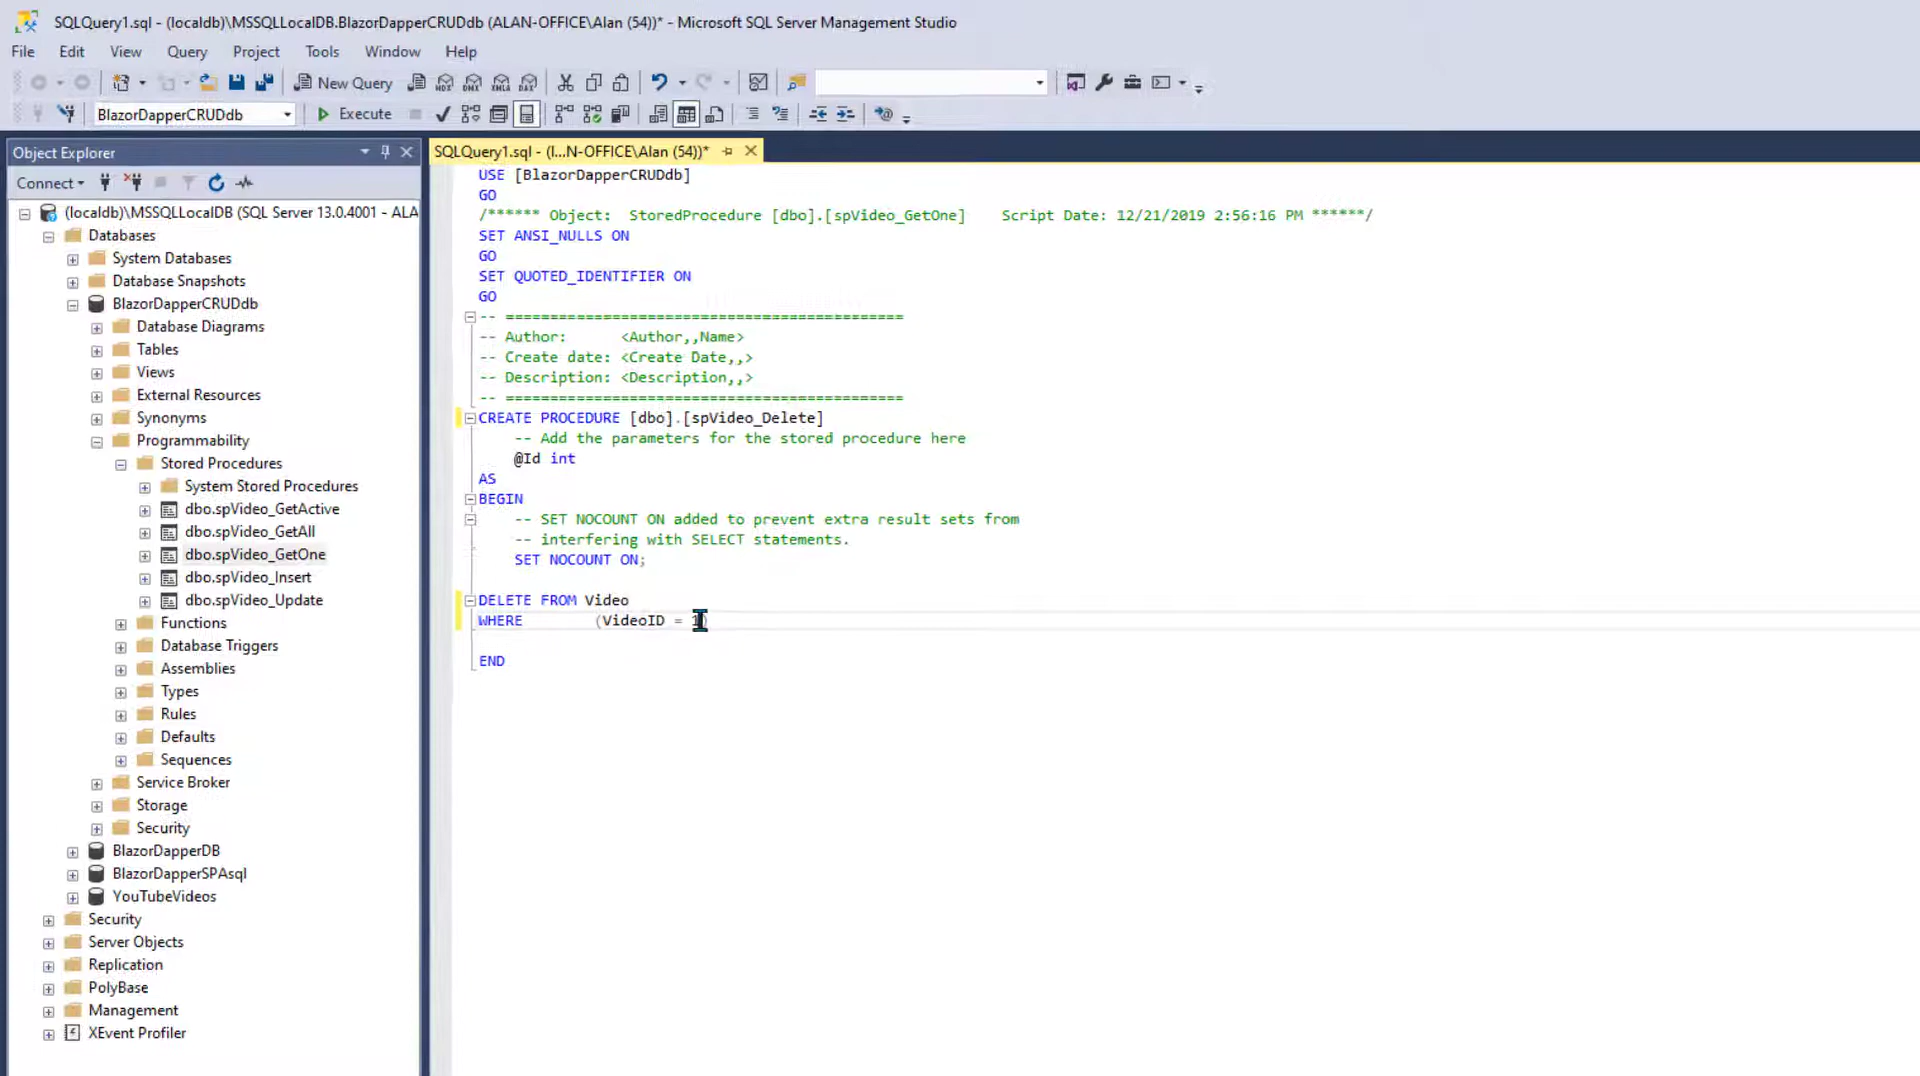 SQLQuery1.sql - (localdb)\MSSQLLocalDB.BlazorDapperCRUDdb (ALAN-OFFICE\Alan (54))* - Microsoft SQL Server Management Studio
File Edit View Query Project Tools Window Help
New Query
BlazorDapperCRUDdb Execute
Object Explorer
Connect
(localdb)\MSSQLLocalDB (SQL Server 13.0.4001 - ALA
Databases
System Databases
Database Snapshots
BlazorDapperCRUDdb
Database Diagrams
Tables
Views
External Resources
Synonyms
Programmability
Stored Procedures
System Stored Procedures
dbo.spVideo_GetActive
dbo.spVideo_GetAll
dbo.spVideo_GetOne
dbo.spVideo_Insert
dbo.spVideo_Update
Functions
Database Triggers
Assemblies
Types
Rules
Defaults
Sequences
Service Broker
Storage
Security
BlazorDapperDB
BlazorDapperSPAsql
YouTubeVideos
Security
Server Objects
Replication
PolyBase
Management
XEvent Profiler
SQLQuery1.sql - (l...N-OFFICE\Alan (54))*
USE [BlazorDapperCRUDdb]
GO
/****** Object:  StoredProcedure [dbo].[spVideo_GetOne]    Script Date: 12/21/2019 2:56:16 PM ******/
SET ANSI_NULLS ON
GO
SET QUOTED_IDENTIFIER ON
GO
-- =============================================
-- Author:      <Author,,Name>
-- Create date: <Create Date,,>
-- Description: <Description,,>
-- =============================================
CREATE PROCEDURE [dbo].[spVideo_Delete]
-- Add the parameters for the stored procedure here
@Id int
AS
BEGIN
-- SET NOCOUNT ON added to prevent extra result sets from
-- interfering with SELECT statements.
SET NOCOUNT ON;
DELETE FROM Video
WHERE        (VideoID = 1)
END